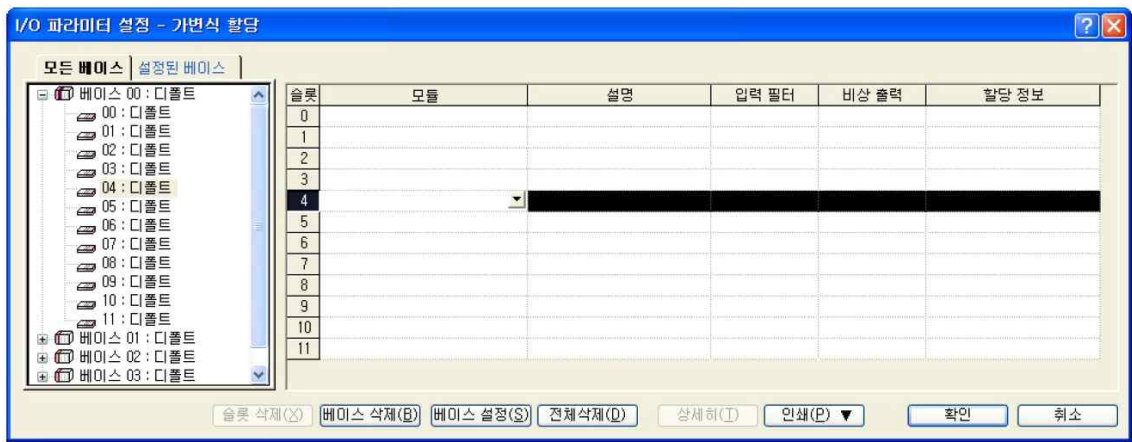 I/O 파라미터 설정 - 가변식 할당
모든 베이스 설정된 베이스
베이스 00 : 디폴트
00 : 디폴트
01 : 디폴트
02 : 디폴트
03 : 디폴트
04 : 디폴트
05 : 디폴트
06 : 디폴트
07 : 디폴트
08 : 디폴트
09 : 디폴트
10 : 디폴트
11 : 디폴트
베이스 01 : 디폴트
베이스 02 : 디폴트
베이스 03 : 디폴트
슬롯 모듈 설명 입력 필터 비상 출력 할당 정보
0
1
2
3
4
5
6
7
8
9
10
11
슬롯 삭제(X) 베이스 삭제(B) 베이스 설정(S) 전체삭제(D) 상세히(T) 인쇄(P) ▼ 확인 취소